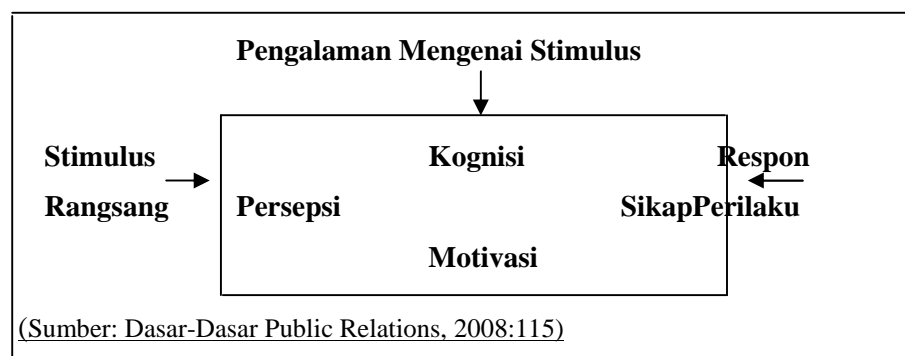 Pengalaman Mengenai Stimulus
Stimulus Kognisi Respon
Rangsang Persepsi SikapPerilaku
Motivasi
(Sumber: Dasar-Dasar Public Relations, 2008:115)